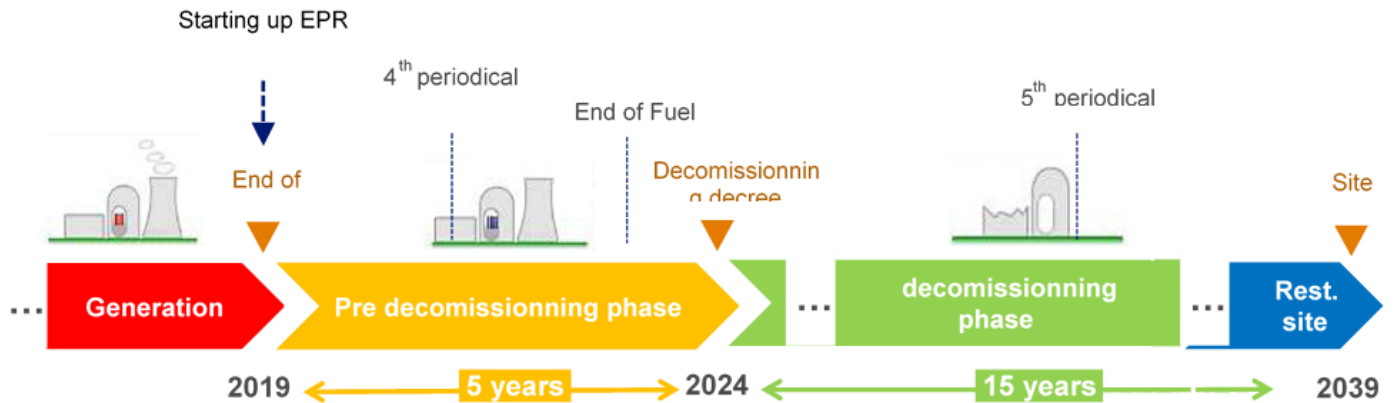 Starting up EPR
4th periodical
End of Fuel
5th periodical
End of
Decomissionnin
g decree
Site
... Generation
Pre decomissionning phase
...
decomissionning
phase
...
Rest.
site
2019
5 years
2024
15 years
2039